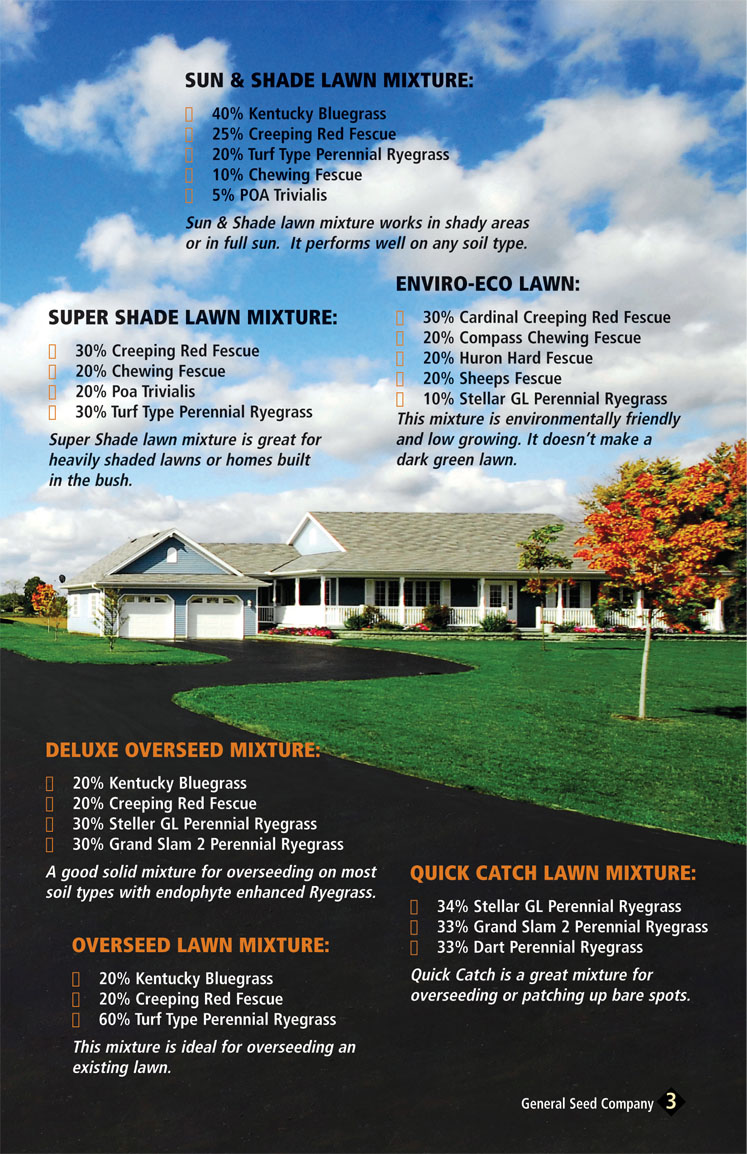 SUN & SHADE LAWN MIXTURE:
40% Kentucky Bluegrass
25% Creeping Red Fescue
20% Turf Type Perennial Ryegrass
10% Chewing Fescue
5% POA Trivialis
Sun & Shade lawn mixture works in shady areas
or in full sun.  It performs well on any soil type.
SUPER SHADE LAWN MIXTURE:
30% Creeping Red Fescue
20% Chewing Fescue
20% Poa Trivialis
30% Turf Type Perennial Ryegrass
Super Shade lawn mixture is great for
heavily shaded lawns or homes built
in the bush.
ENVIRO-ECO LAWN:
30% Cardinal Creeping Red Fescue
20% Compass Chewing Fescue
20% Huron Hard Fescue
20% Sheeps Fescue
10% Stellar GL Perennial Ryegrass
This mixture is environmentally friendly
and low growing. It doesn’t make a
dark green lawn.
DELUXE OVERSEED MIXTURE:
20% Kentucky Bluegrass
20% Creeping Red Fescue
30% Steller GL Perennial Ryegrass
30% Grand Slam 2 Perennial Ryegrass
A good solid mixture for overseeding on most
soil types with endophyte enhanced Ryegrass.
OVERSEED LAWN MIXTURE:
20% Kentucky Bluegrass
20% Creeping Red Fescue
60% Turf Type Perennial Ryegrass
This mixture is ideal for overseeding an
existing lawn.
QUICK CATCH LAWN MIXTURE:
34% Stellar GL Perennial Ryegrass
33% Grand Slam 2 Perennial Ryegrass
33% Dart Perennial Ryegrass
Quick Catch is a great mixture for
overseeding or patching up bare spots.
General Seed Company 3